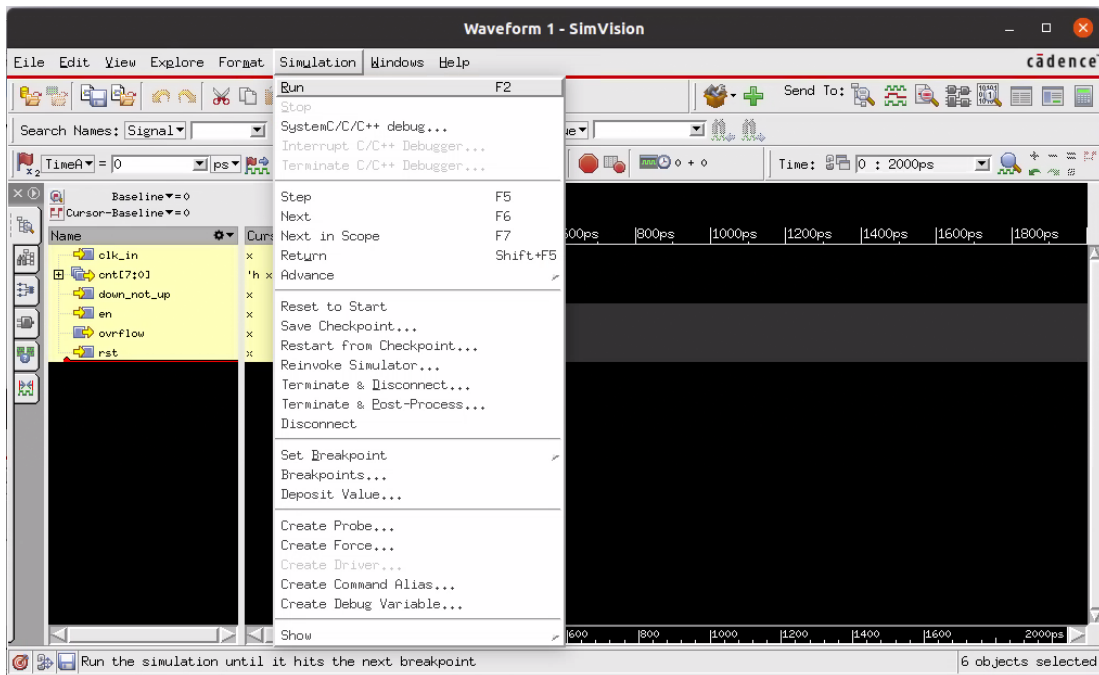 Waveform 1 - SimVision
File Edit View Explore Format Simulation Windows Help
cādence
Send To:
Search Names: Signal
TimeA = 0 ps
0 + 0
Time: 0 : 2000ps
Baseline = 0
Cursor-Baseline = 0
Name
clk_in x
cnt[7:0] 'h x
down_not_up x
en x
ovrflow x
rst x
Run F2
Stop
SystemC/C/C++ debug...
Interrupt C/C++ Debugger...
Terminate C/C++ Debugger...
Step F5
Next F6
Next in Scope F7
Return Shift+F5
Advance
Reset to Start
Save Checkpoint...
Restart from Checkpoint...
Reinvoke Simulator...
Terminate & Disconnect...
Terminate & Post-Process...
Disconnect
Set Breakpoint
Breakpoints...
Deposit Value...
Create Probe...
Create Force...
Create Driver...
Create Command Alias...
Create Debug Variable...
Show
800ps 1000ps 1200ps 1400ps 1600ps 1800ps
600 800 1000 1200 1400 1600 2000ps
Run the simulation until it hits the next breakpoint
6 objects selected